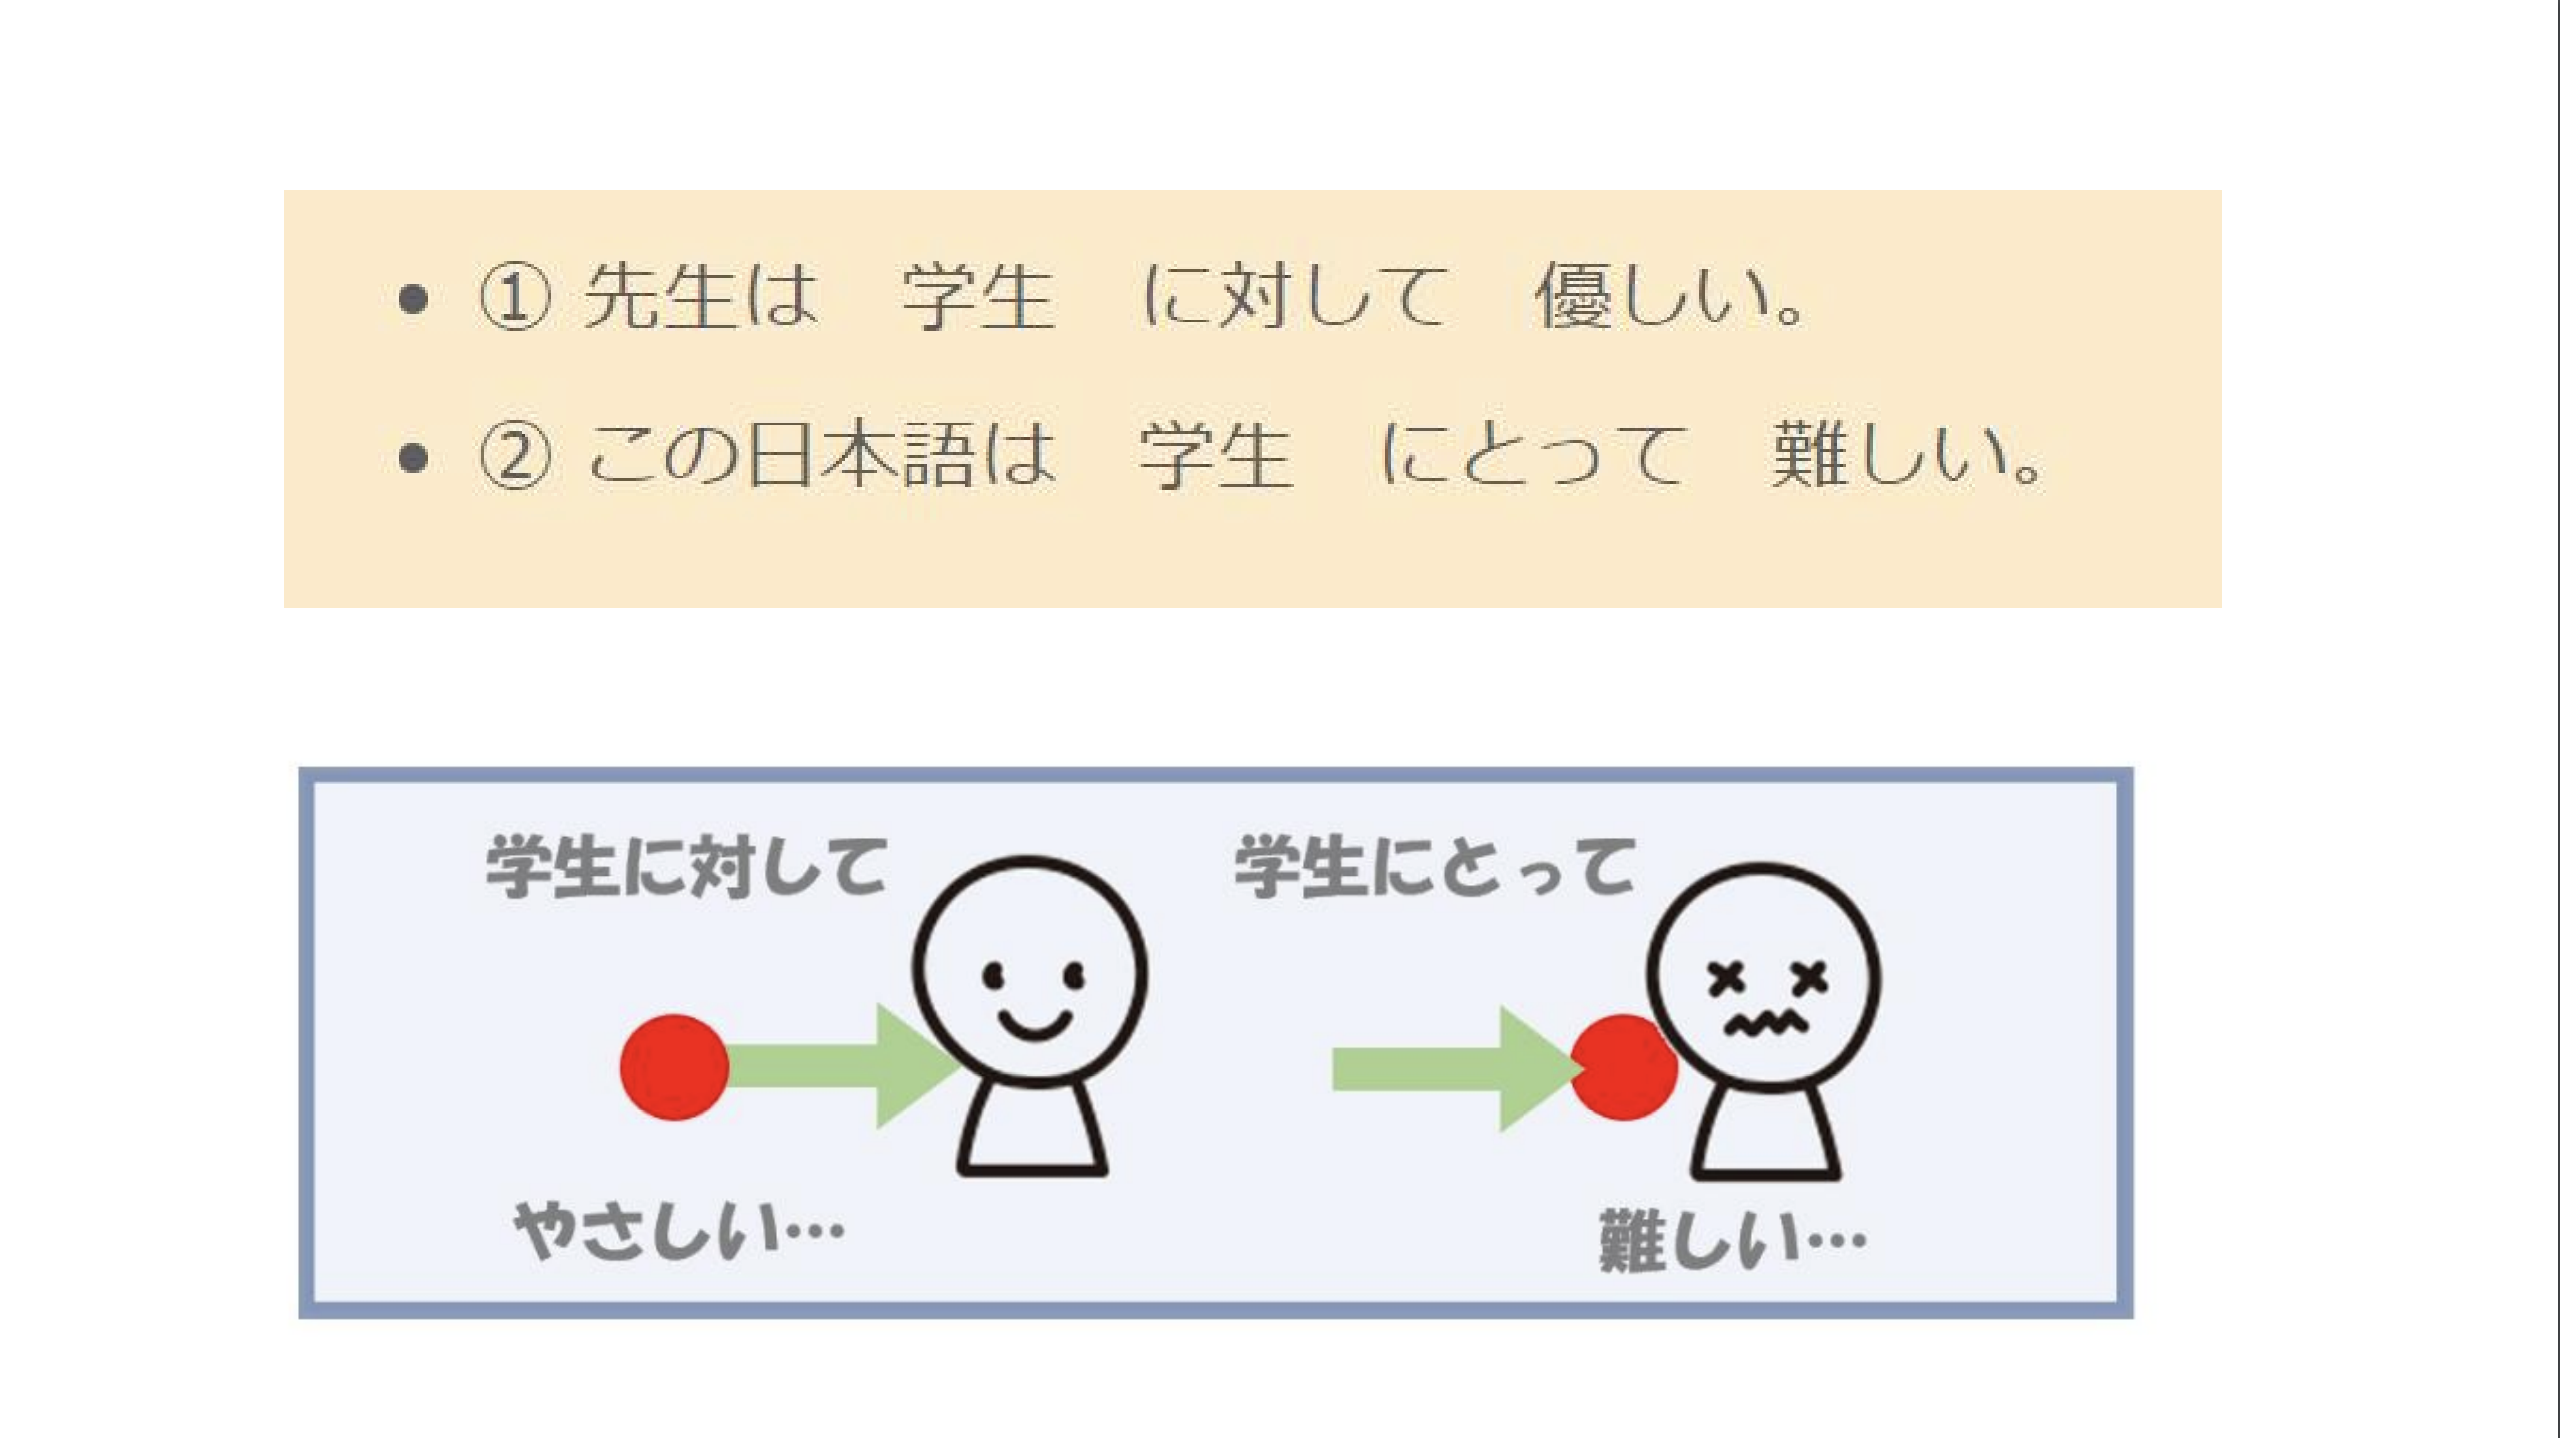 • ① 先生は　学生　に対して　優しい。
• ② この日本語は　学生　にとって　難しい。
学生に対して
学生にとって
やさしい…
難しい…